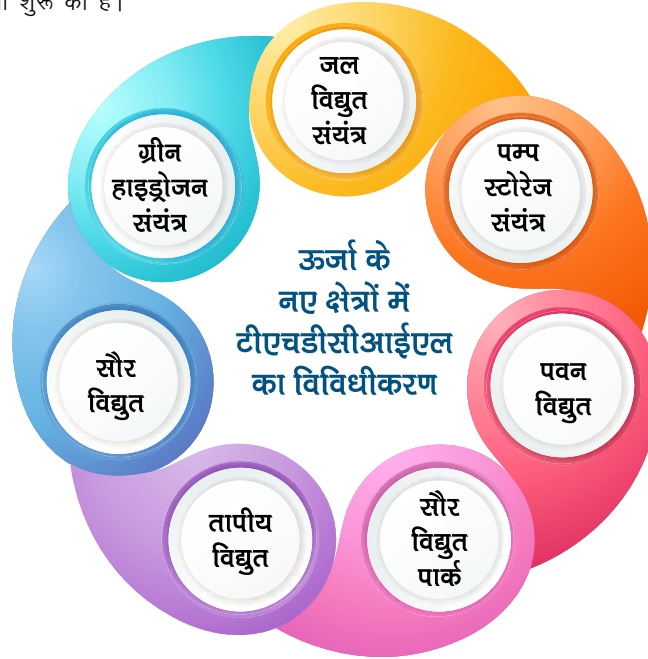 शुरू की है।
जल
विद्युत
संयंत्र
पम्प
स्टोरेज
संयंत्र
पवन
विद्युत
सौर
विद्युत
पार्क
तापीय
विद्युत
सौर
विद्युत
ग्रीन
हाइड्रोजन
संयंत्र
ऊर्जा के
नए क्षेत्रों में
टीएचडीसीआईएल
का विविधीकरण